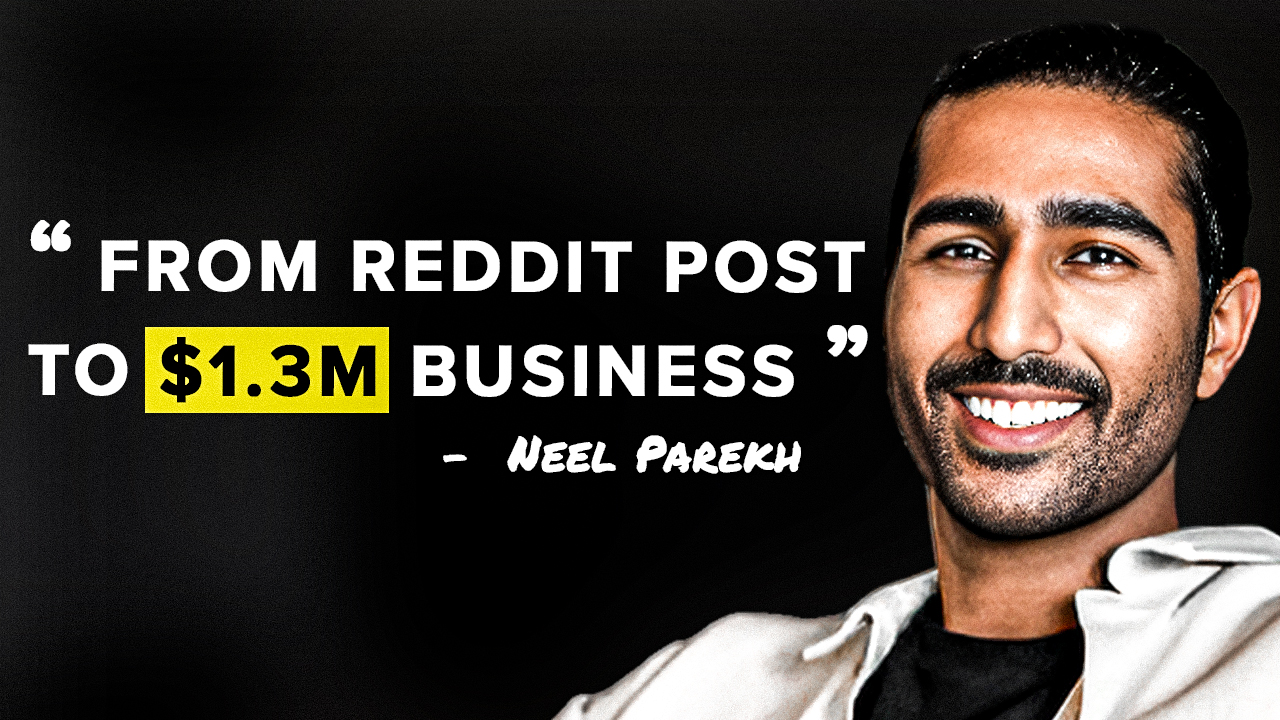 “ FROM REDDIT POST
TO $1.3M BUSINESS ”
- NEEL PAREKH